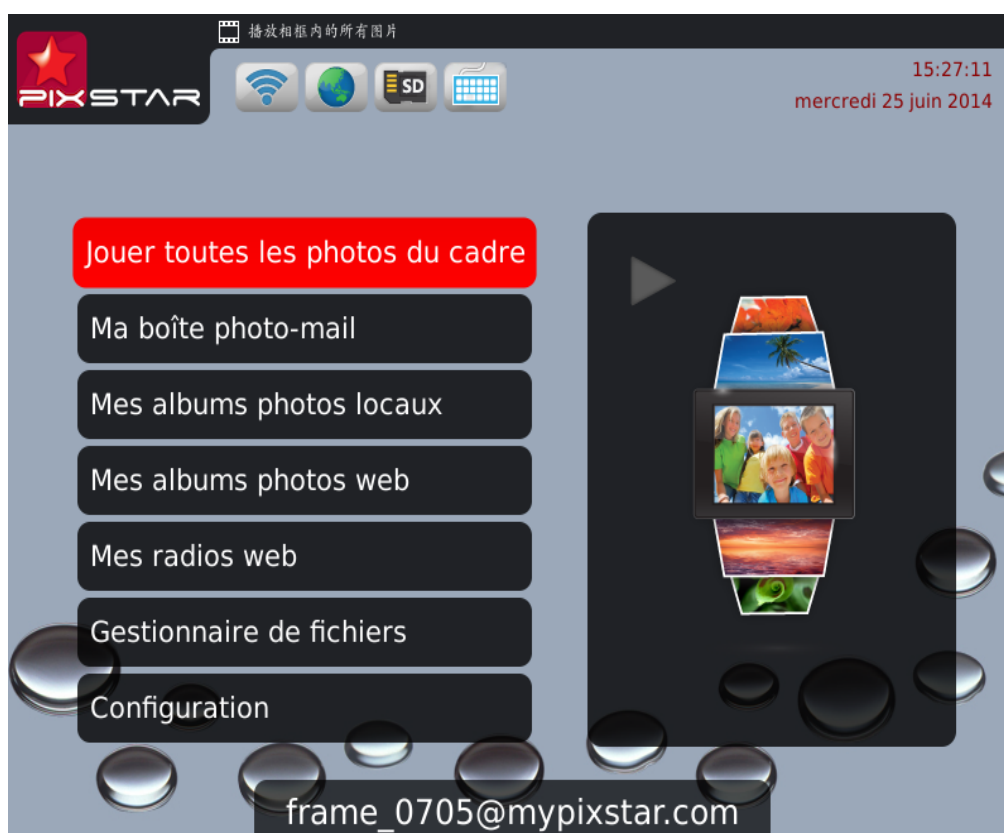 播放相框内的所有图片
PIXSTAR
SD
15:27:11
mercredi 25 juin 2014
Jouer toutes les photos du cadre
Ma boîte photo-mail
Mes albums photos locaux
Mes albums photos web
Mes radios web
Gestionnaire de fichiers
Configuration
frame_0705@mypixstar.com